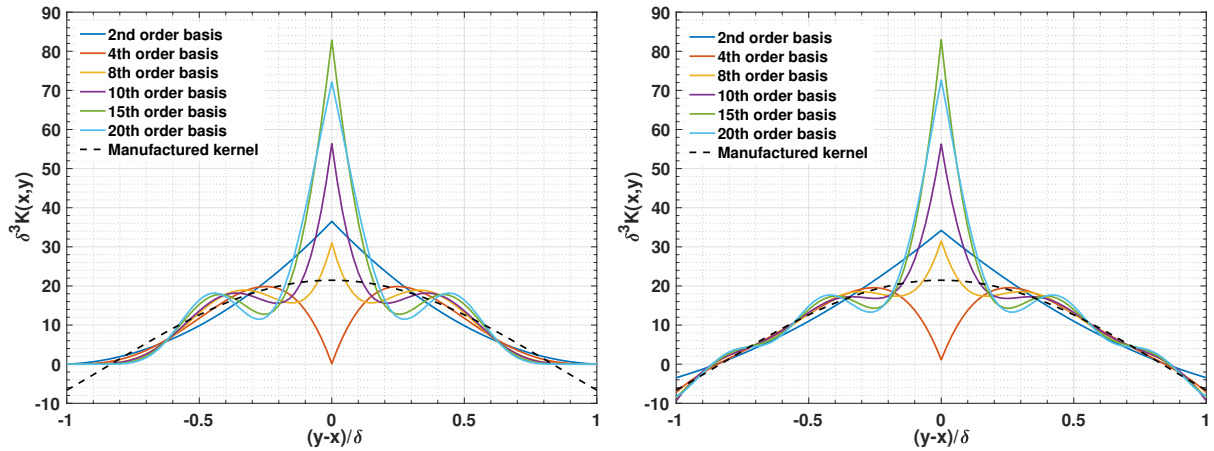 90
80
70
60
50
40
30
20
10
0
-10
δ³K(x,y)
2nd order basis
4th order basis
8th order basis
10th order basis
15th order basis
20th order basis
Manufactured kernel
-1 -0.5 0 0.5 1
(y-x)/δ
90
80
70
60
50
40
30
20
10
0
-10
δ³K(x,y)
2nd order basis
4th order basis
8th order basis
10th order basis
15th order basis
20th order basis
Manufactured kernel
-1 -0.5 0 0.5 1
(y-x)/δ